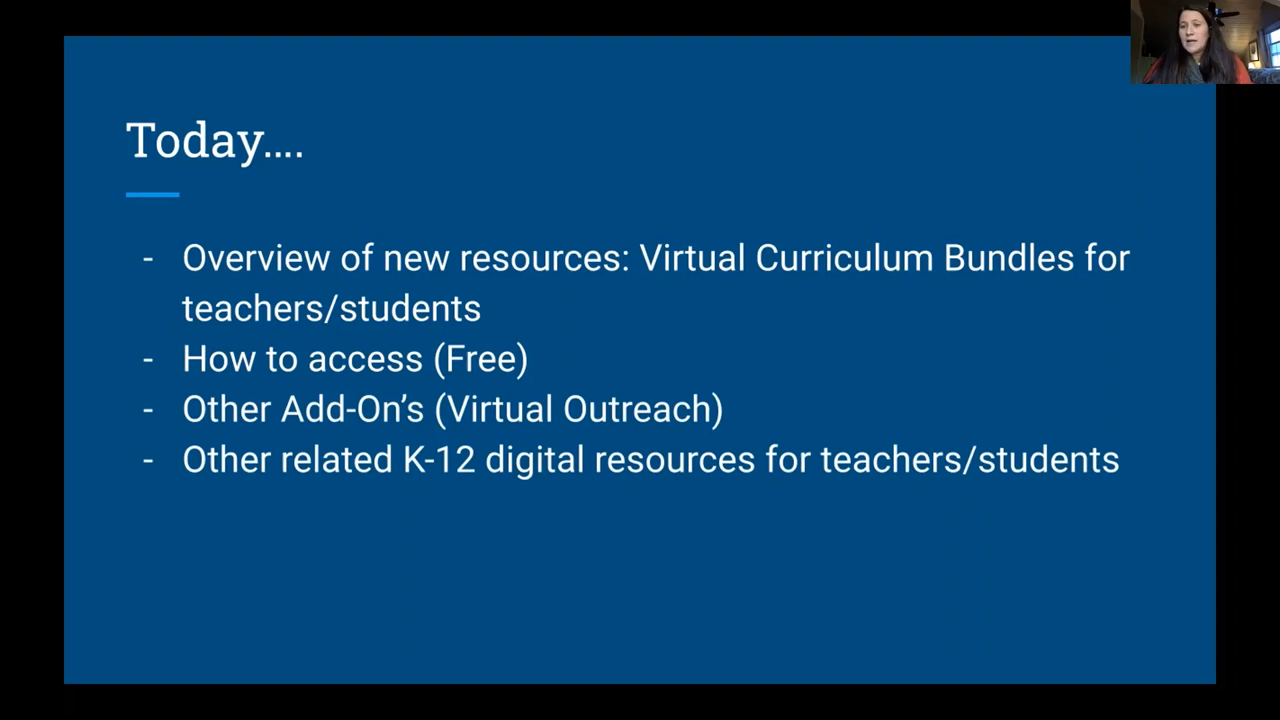 Today....
- Overview of new resources: Virtual Curriculum Bundles for
teachers/students
- How to access (Free)
- Other Add-On’s (Virtual Outreach)
- Other related K-12 digital resources for teachers/students